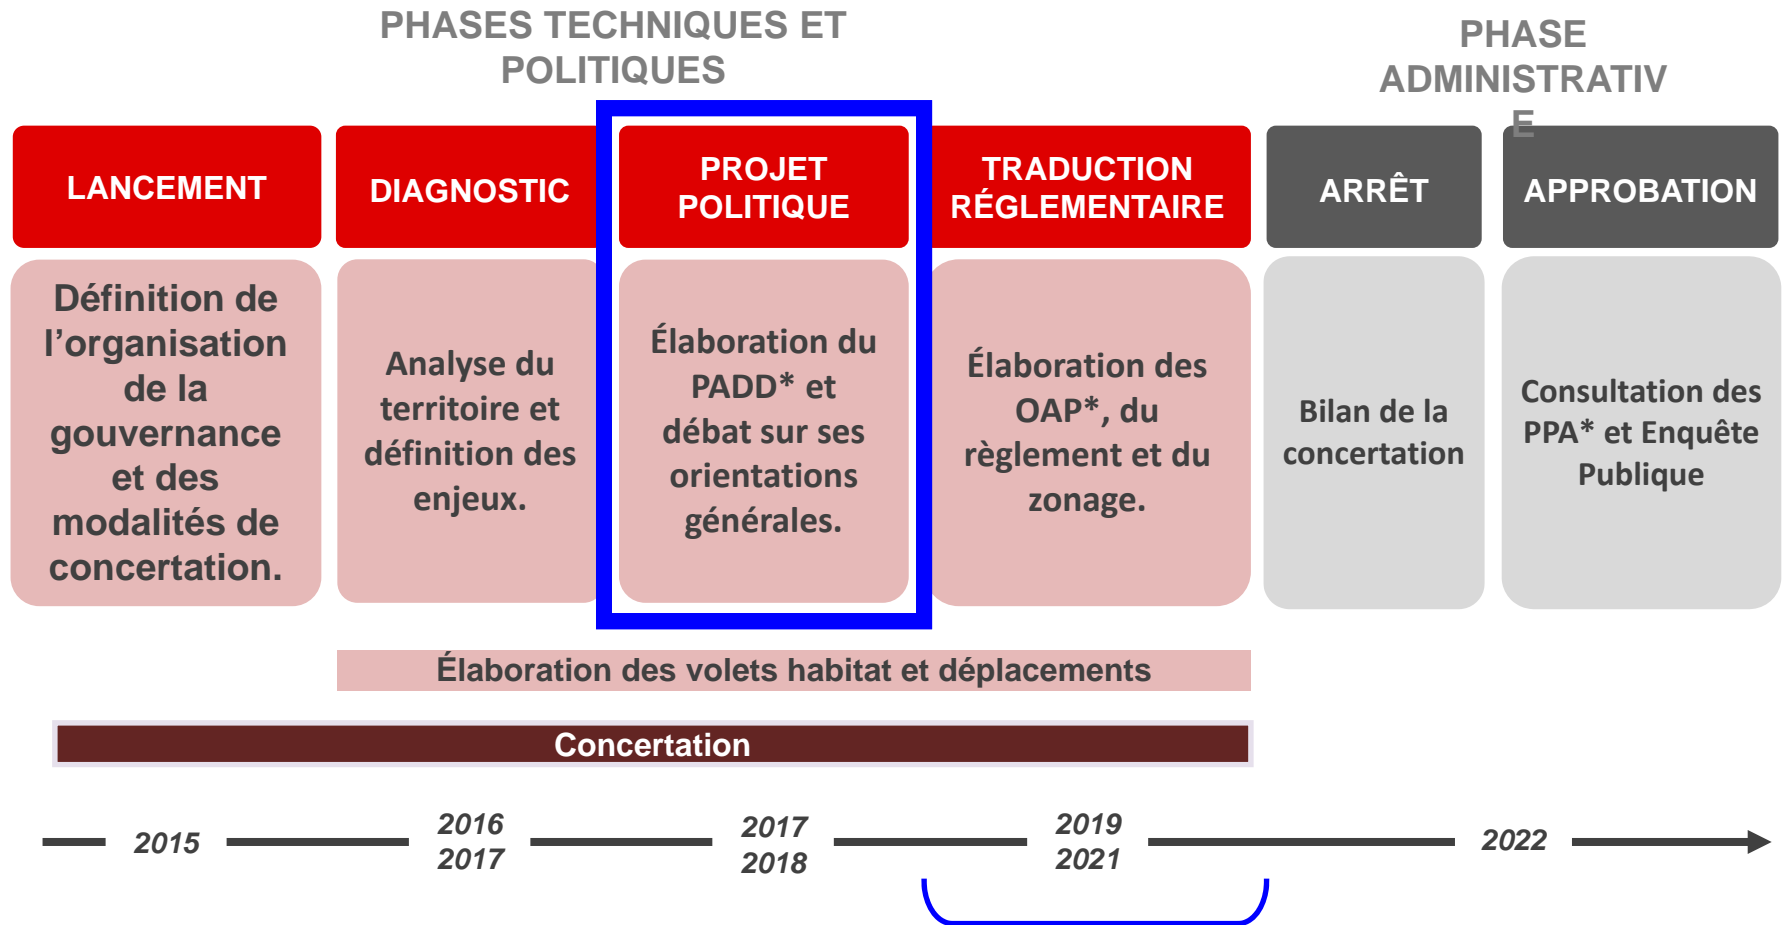 PHASES TECHNIQUES ET
POLITIQUES
PHASE
ADMINISTRATIV
E
LANCEMENT
DIAGNOSTIC
PROJET
POLITIQUE
TRADUCTION
RÉGLEMENTAIRE
ARRÊT
APPROBATION
Définition de
l’organisation
de la
gouvernance
et des
modalités de
concertation.
Analyse du
territoire et
définition des
enjeux.
Élaboration du
PADD* et
débat sur ses
orientations
générales.
Élaboration des
OAP*, du
règlement et du
zonage.
Bilan de la
concertation
Consultation des
PPA* et Enquête
Publique
Élaboration des volets habitat et déplacements
Concertation
2015
2016
2017
2017
2018
2019
2021
2022